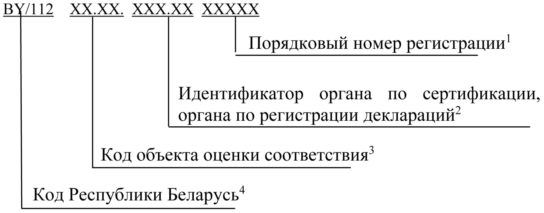 BY/112 XX.XX. XXX.XX XXXXX
Порядковый номер регистрации¹
Идентификатор органа по сертификации,
органа по регистрации деклараций²
Код объекта оценки соответствия³
Код Республики Беларусь⁴